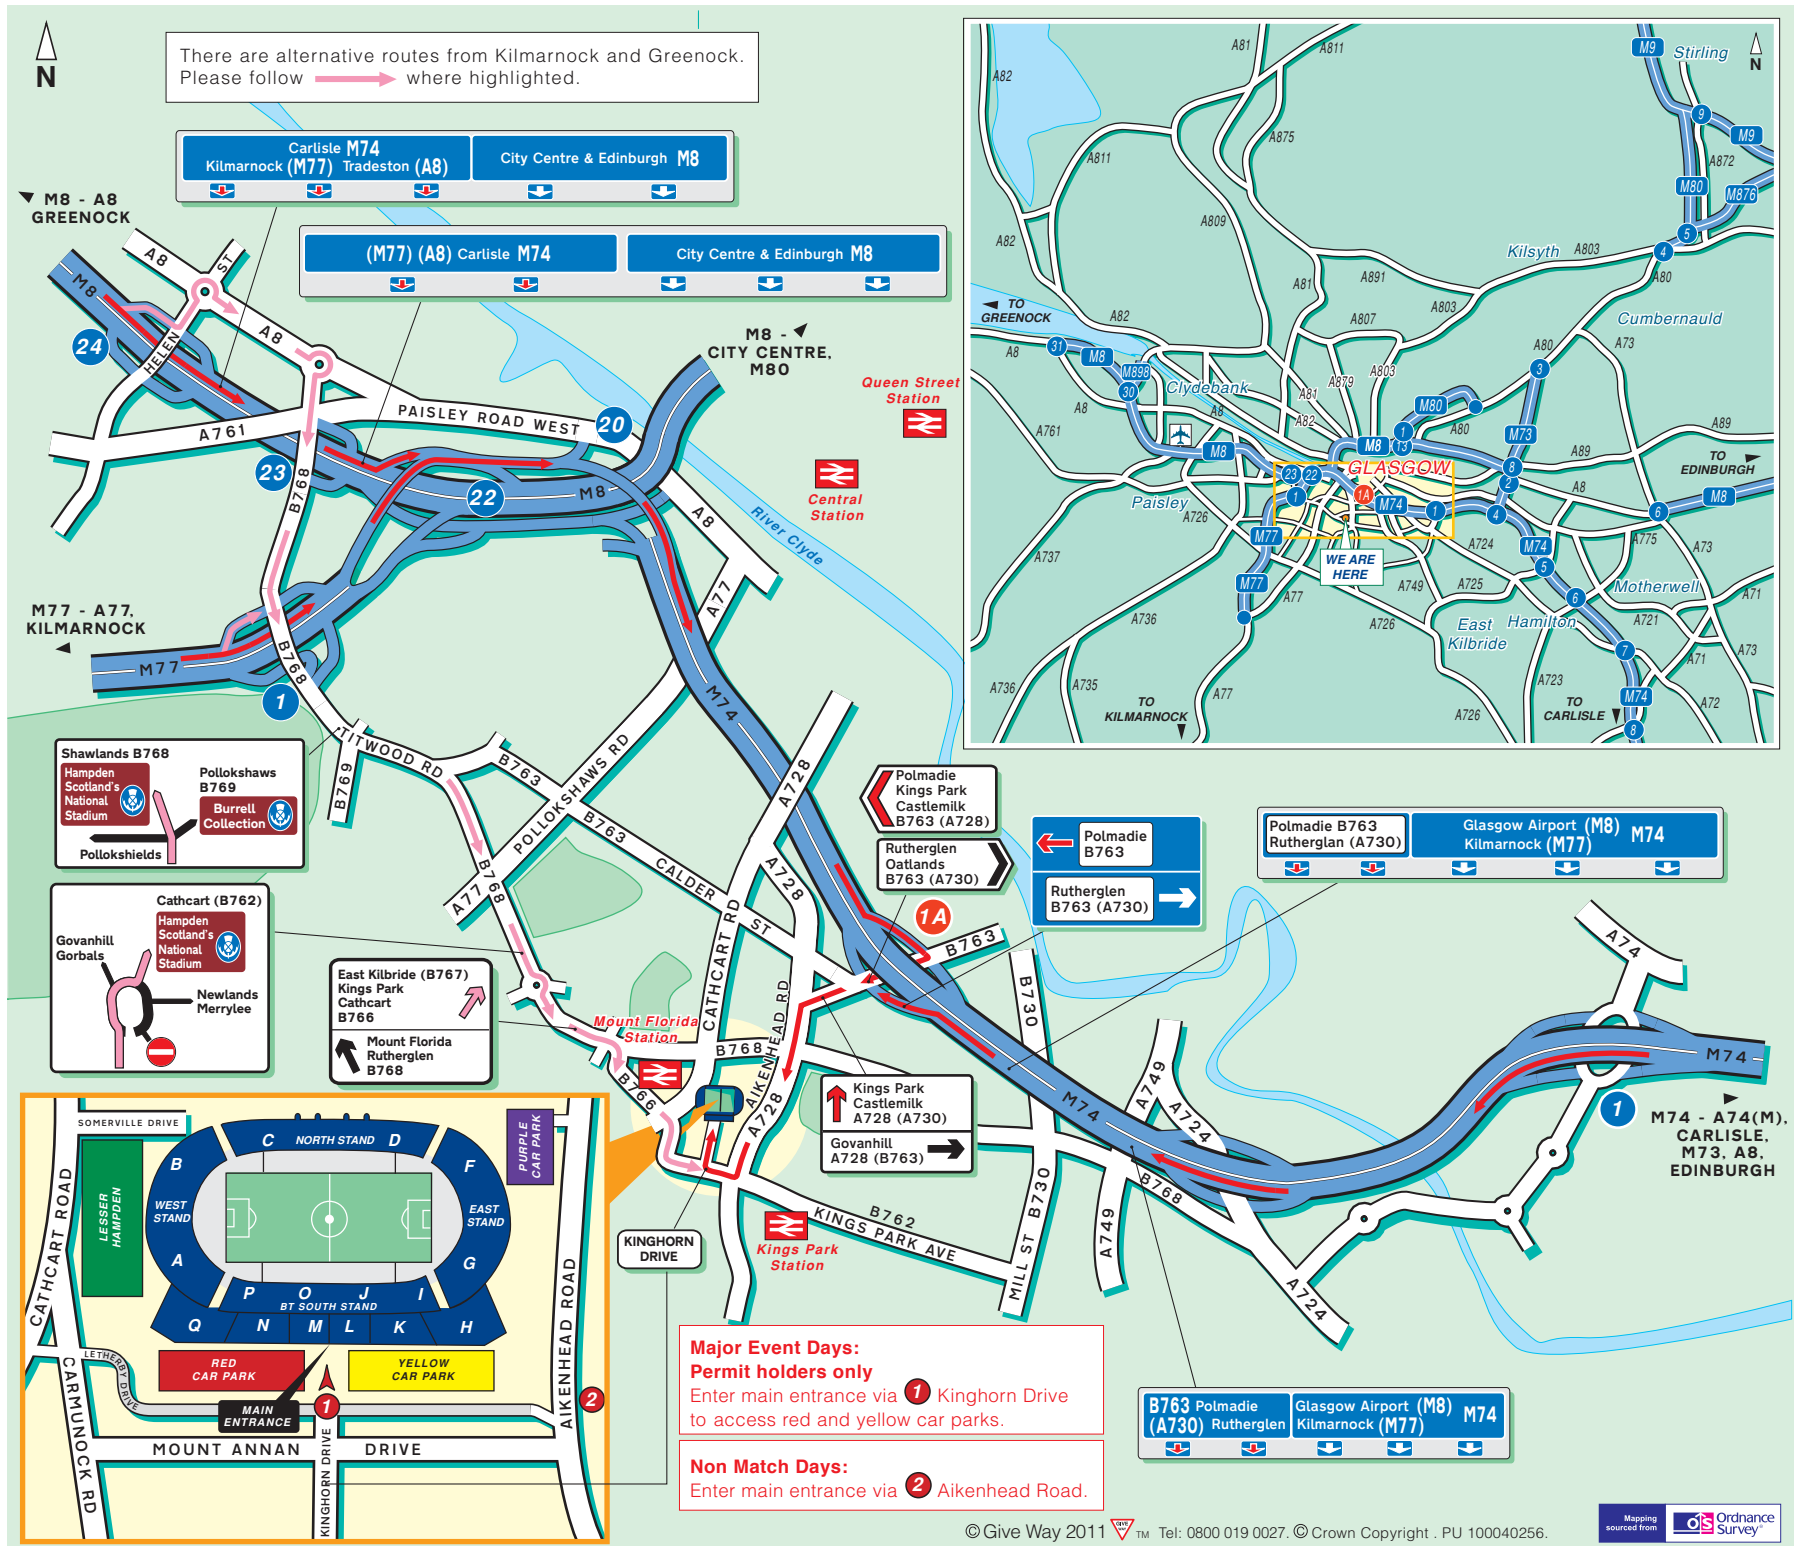 N
There are alternative routes from Kilmarnock and Greenock.
Please follow where highlighted.
Carlisle M74
Kilmarnock (M77) Tradeston (A8)
City Centre & Edinburgh M8
(M77) (A8) Carlisle M74
City Centre & Edinburgh M8
M8 - A8
GREENOCK
A8
ST
HELEN
M8
24
A8
M8 -
CITY CENTRE,
M80
Queen Street
Station
Central
Station
PAISLEY ROAD WEST
20
A761
23
B768
22
M8
A8
River Clyde
A77
M77 - A77,
KILMARNOCK
M77
B768
1
M74
TITWOOD RD
B769
B763
POLLOKSHAWS RD
A77
B763
CALDER
ST
A728
A728
B768
CATHCART RD
AIKENHEAD RD
B768
B766
A728
B763
1A
B730
MILL ST B730
M74
A749
A724
A749
B768
A724
A74
M74
1
M74 - A74(M),
CARLISLE,
M73, A8,
EDINBURGH
Shawlands B768
Hampden
Scotland's
National
Stadium
Pollokshaws
B769
Burrell
Collection
Pollokshields
Cathcart (B762)
Hampden
Scotland's
National
Stadium
Govanhill
Gorbals
Newlands
Merrylee
East Kilbride (B767)
Kings Park
Cathcart
B766
Mount Florida
Rutherglen
B768
Mount Florida
Station
Polmadie
Kings Park
Castlemilk
B763 (A728)
Rutherglen
Oatlands
B763 (A730)
Polmadie
B763
Rutherglen
B763 (A730)
Polmadie B763
Rutherglan (A730)
Glasgow Airport (M8)
Kilmarnock (M77)
M74
Kings Park
Castlemilk
A728 (A730)
Govanhill
A728 (B763)
KINGHORN
DRIVE
Kings Park
Station
B762
KINGS PARK AVE
B763 Polmadie
(A730) Rutherglen
Glasgow Airport (M8)
Kilmarnock (M77)
M74
SOMERVILLE DRIVE
CATHCART ROAD
LESSER
HAMPDEN
B
C
NORTH STAND
D
F
PURPLE
CAR PARK
WEST
STAND
EAST
STAND
A
G
P
O
J
I
BT SOUTH STAND
Q
N
M
L
K
H
RED
CAR PARK
YELLOW
CAR PARK
LETHERBY DRIVE
MAIN
ENTRANCE
1
2
AIKENHEAD ROAD
CARMUNOCK RD
MOUNT ANNAN DRIVE
KINGHORN DRIVE
Major Event Days:
Permit holders only
Enter main entrance via 1 Kinghorn Drive
to access red and yellow car parks.
Non Match Days:
Enter main entrance via 2 Aikenhead Road.
© Give Way 2011 GIVE WAY TM Tel: 0800 019 0027. © Crown Copyright . PU 100040256.
Mapping
sourced from
OS Ordnance
Survey®
N
A82
A81
A811
A875
A811
A809
A82
M9
Stirling
9
M9
A872
M80
M876
5
4
Kilsyth
A803
A80
A891
A81
A803
A807
TO
GREENOCK
A82
A8
31
M8
M898
30
Clydebank
A8
A8
A761
M8
A879
A803
A81
A82
M80
1
A80
M8
13
GLASGOW
Cumbernauld
A80
A73
3
M73
A89
A89
TO
EDINBURGH
8
2
A8
M8
6
23
22
1
1A
M74
1
4
Paisley
A726
M77
M77
WE ARE
HERE
A724
M74
5
A775
A73
A737
A736
A77
A749
A725
A726
6
Motherwell
A71
East
Kilbride
Hamilton
A721
A73
7
A71
A723
M74
A72
A736
A735
TO
KILMARNOCK
A77
A726
TO
CARLISLE
8